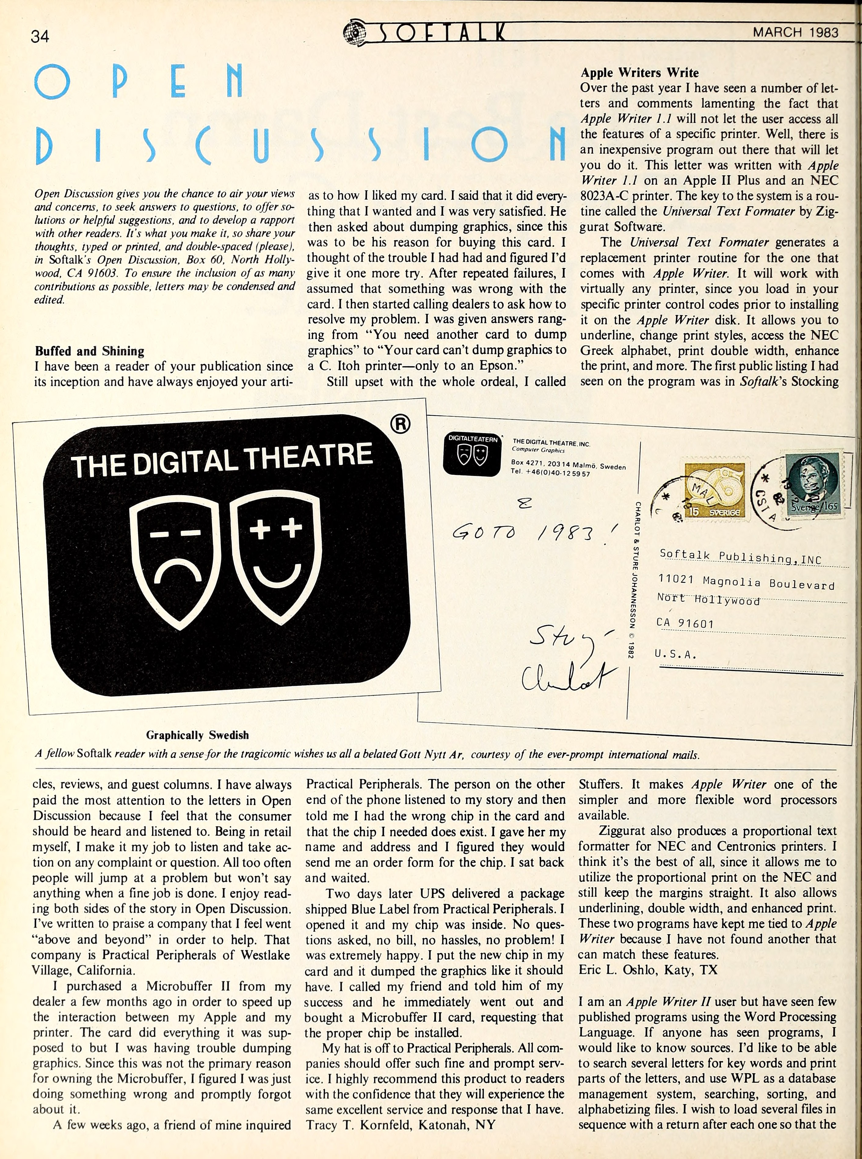 34
SOFTALK
MARCH 1983
OPEN
DISCUSSION
Open Discussion gives you the chance to air your views
and concerns, to seek answers to questions, to offer so-
lutions or helpful suggestions, and to develop a rapport
with other readers. It's what you make it, so share your
thoughts, typed or printed, and double-spaced (please),
in Softalk's Open Discussion, Box 60, North Holly-
wood, CA 91603. To ensure the inclusion of as many
contributions as possible, letters may be condensed and
edited.
Buffed and Shining
I have been a reader of your publication since
its inception and have always enjoyed your arti-
as to how I liked my card. I said that it did every-
thing that I wanted and I was very satisfied. He
then asked about dumping graphics, since this
was to be his reason for buying this card. I
thought of the trouble I had had and figured I'd
give it one more try. After repeated failures, I
assumed that something was wrong with the
card. I then started calling dealers to ask how to
resolve my problem. I was given answers rang-
ing from "You need another card to dump
graphics" to "Your card can't dump graphics to
a C. Itoh printer—only to an Epson."
Still upset with the whole ordeal, I called
Apple Writers Write
Over the past year I have seen a number of let-
ters and comments lamenting the fact that
Apple Writer 1.1 will not let the user access all
the features of a specific printer. Well, there is
an inexpensive program out there that will let
you do it. This letter was written with Apple
Writer 1.1 on an Apple II Plus and an NEC
8023A-C printer. The key to the system is a rou-
tine called the Universal Text Formater by Zig-
gurat Software.
The Universal Text Formater generates a
replacement printer routine for the one that
comes with Apple Writer. It will work with
virtually any printer, since you load in your
specific printer control codes prior to installing
it on the Apple Writer disk. It allows you to
underline, change print styles, access the NEC
Greek alphabet, print double width, enhance
the print, and more. The first public listing I had
seen on the program was in Softalk's Stocking
THE DIGITAL THEATRE
®
DIGITALTEATERN
THE DIGITAL THEATRE, INC.
Computer Graphics
Box 4271, 203 14 Malmö, Sweden
Tel. +46(0)40-12 59 57
GOTO 1983!
CHARLOT & STURE JOHANNESSON © 1982
MAL
15 SVERIGE
Sverige 165
Softalk Publishing,INC
11021 Magnolia Boulevard
Nort Hollywood
CA 91601
U.S.A.
Graphically Swedish
A fellow Softalk reader with a sense for the tragicomic wishes us all a belated Gott Nytt Ar, courtesy of the ever-prompt international mails.
cles, reviews, and guest columns. I have always
paid the most attention to the letters in Open
Discussion because I feel that the consumer
should be heard and listened to. Being in retail
myself, I make it my job to listen and take ac-
tion on any complaint or question. All too often
people will jump at a problem but won't say
anything when a fine job is done. I enjoy read-
ing both sides of the story in Open Discussion.
I've written to praise a company that I feel went
"above and beyond" in order to help. That
company is Practical Peripherals of Westlake
Village, California.
I purchased a Microbuffer II from my
dealer a few months ago in order to speed up
the interaction between my Apple and my
printer. The card did everything it was sup-
posed to but I was having trouble dumping
graphics. Since this was not the primary reason
for owning the Microbuffer, I figured I was just
doing something wrong and promptly forgot
about it.
A few weeks ago, a friend of mine inquired
Practical Peripherals. The person on the other
end of the phone listened to my story and then
told me I had the wrong chip in the card and
that the chip I needed does exist. I gave her my
name and address and I figured they would
send me an order form for the chip. I sat back
and waited.
Two days later UPS delivered a package
shipped Blue Label from Practical Peripherals. I
opened it and my chip was inside. No ques-
tions asked, no bill, no hassles, no problem! I
was extremely happy. I put the new chip in my
card and it dumped the graphics like it should
have. I called my friend and told him of my
success and he immediately went out and
bought a Microbuffer II card, requesting that
the proper chip be installed.
My hat is off to Practical Peripherals. All com-
panies should offer such fine and prompt serv-
ice. I highly recommend this product to readers
with the confidence that they will experience the
same excellent service and response that I have.
Tracy T. Kornfeld, Katonah, NY
Stuffers. It makes Apple Writer one of the
simpler and more flexible word processors
available.
Ziggurat also produces a proportional text
formatter for NEC and Centronics printers. I
think it's the best of all, since it allows me to
utilize the proportional print on the NEC and
still keep the margins straight. It also allows
underlining, double width, and enhanced print.
These two programs have kept me tied to Apple
Writer because I have not found another that
can match these features.
Eric L. Oshlo, Katy, TX
I am an Apple Writer II user but have seen few
published programs using the Word Processing
Language. If anyone has seen programs, I
would like to know sources. I'd like to be able
to search several letters for key words and print
parts of the letters, and use WPL as a database
management system, searching, sorting, and
alphabetizing files. I wish to load several files in
sequence with a return after each one so that the